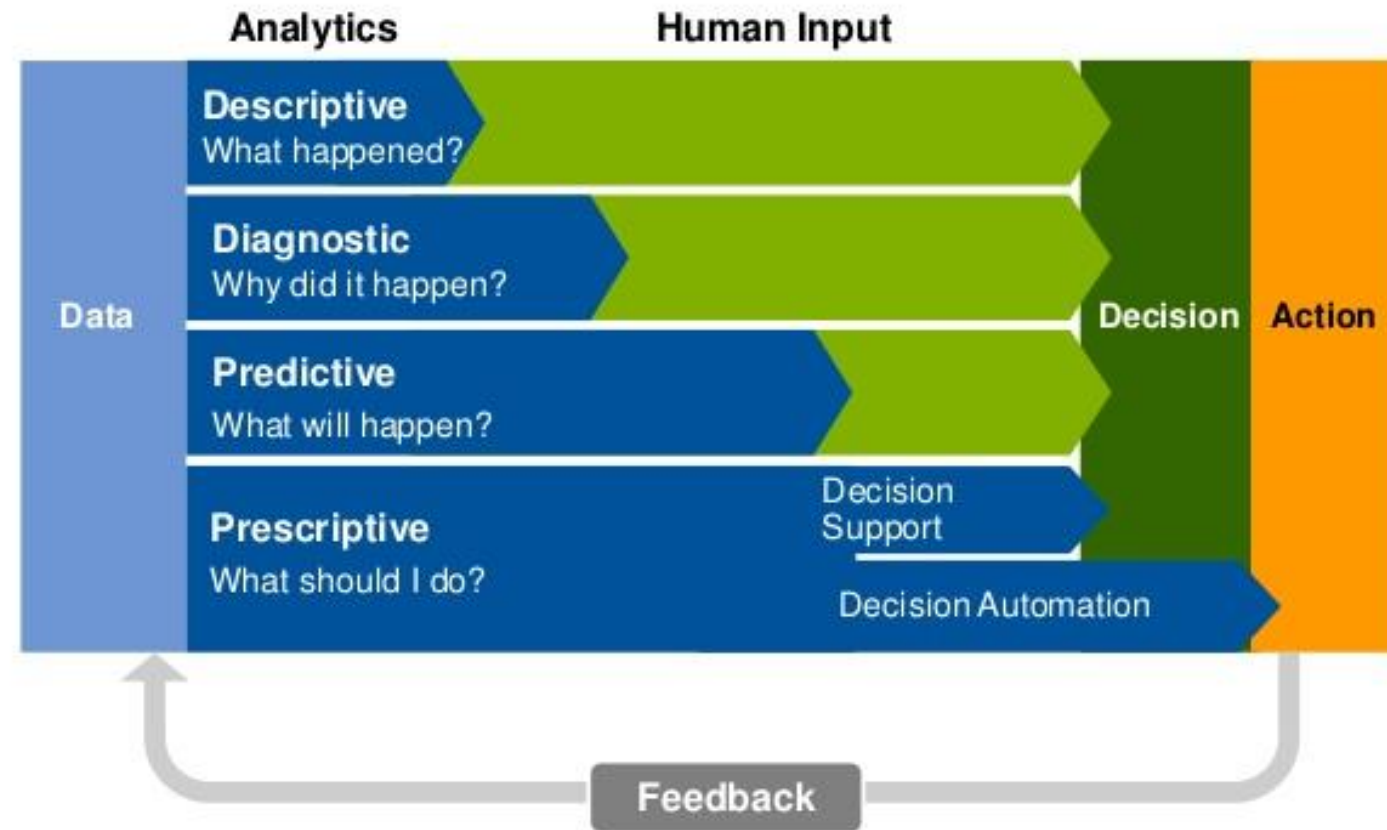 Analytics
Human Input
Descriptive
What happened?
Diagnostic
Why did it happen?
Data
Decision
Action
Predictive
What will happen?
Decision
Support
Prescriptive
What should I do?
Decision Automation
Feedback